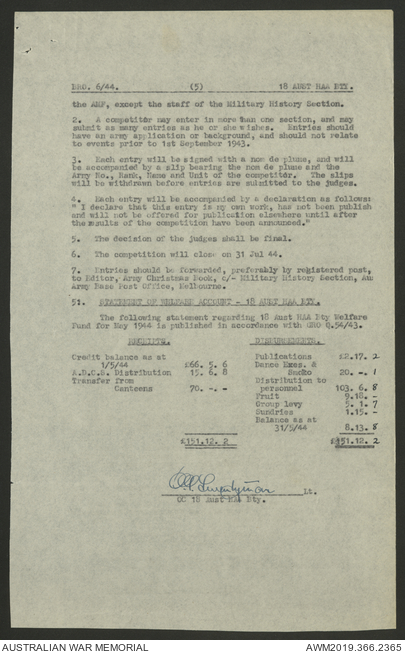 BRO. 6/44. (5) 18 AUST HAA BTY.
the AMF, except the staff of the Military History Section.
2. A competitor may enter in more than one section, and may
submit as many entries as he or she wishes. Entries should
have an army application or background, and should not relate
to events prior to 1st September 1943.
3. Each entry will be signed with a nom de plume, and will
be accompanied by a slip bearing the nom de plume and the
Army No., Rank, Name and Unit of the competitor. The slips
will be withdrawn before entries are submitted to the judges.
4. Each entry will be accompanied by a declaration as follows:
" I declare that this entry is my own work, has not been publish
and will not be offered for publication elsewhere until after
the results of the competition have been announced."
5. The decision of the judges shall be final.
6. The competition will close on 31 Jul 44.
7. Entries should be forwarded, preferably by registered post,
to Editor, Army Christmas Book, c/- Military History Section, Au
Army Base Post Office, Melbourne.
51. STATEMENT OF WELFARE ACCOUNT - 18 AUST HAA BTY.
The following statement regarding 18 Aust HAA Bty Welfare
Fund for May 1944 is published in accordance with GRO Q.54/43.
RECEIPTS. DISBURSEMENTS.
Credit balance as at
1/5/44 £66. 5. 6
A.B.C.B. Distribution 15. 6. 8
Transfer from
Canteens 70. -. -
£151.12. 2
Publications £2.17. 2
Dance Exes. &
Smoko 20. -. 1
Distribution to
personnel 103. 6. 8
Fruit 9.18. -
Group levy 5. 1. 7
Sundries 1.15. -
Balance as at
31/5/44 8.13. 8
£151.12. 2
Lt.
OC 18 Aust HAA Bty.
AUSTRALIAN WAR MEMORIAL AWM2019.366.2365